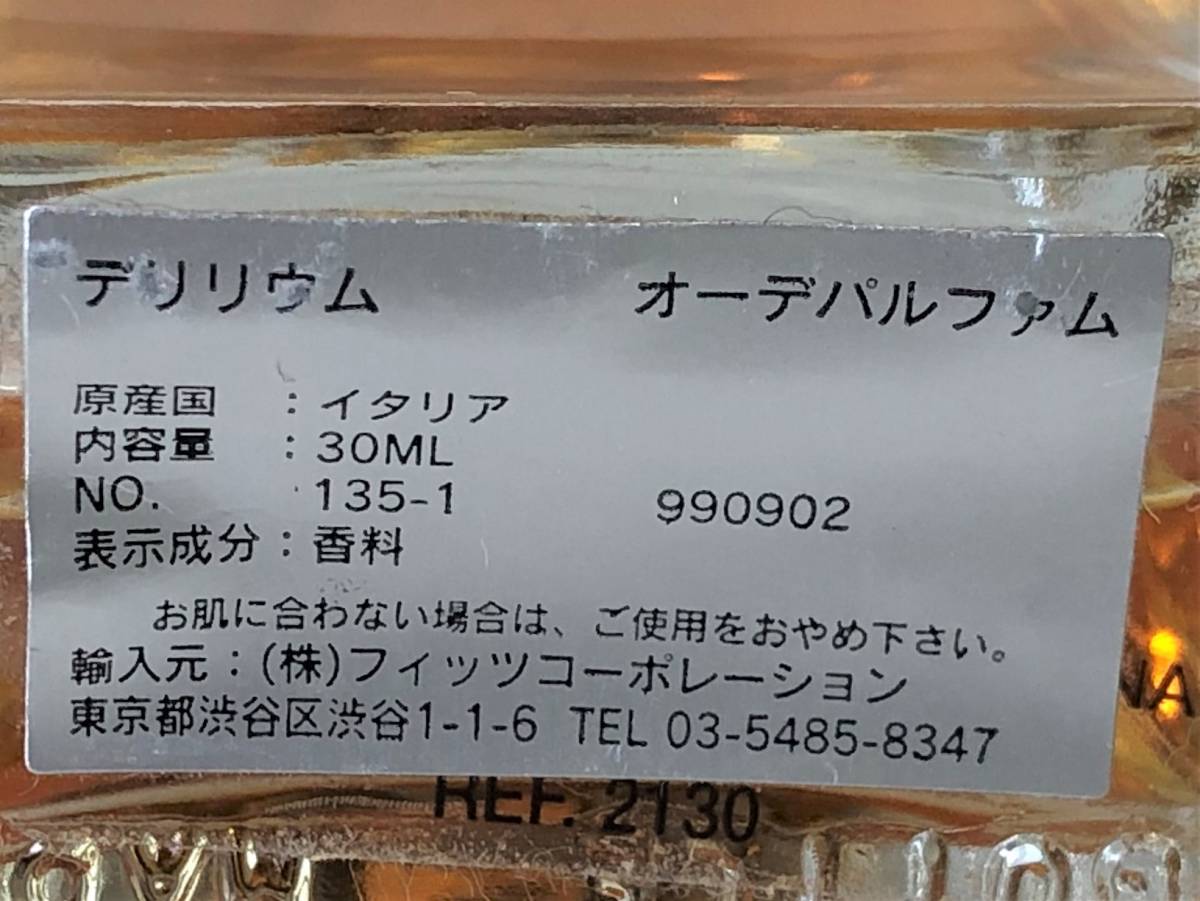 デリリウム オーデパルファム
原産国 : イタリア
内容量 : 30ML
NO. 135-1 990902
表示成分 : 香料
お肌に合わない場合は、ご使用をおやめ下さい。
輸入元 : (株)フィッツコーポレーション
東京都渋谷区渋谷1-1-6 TEL 03-5485-8347
NA
REF. 2130